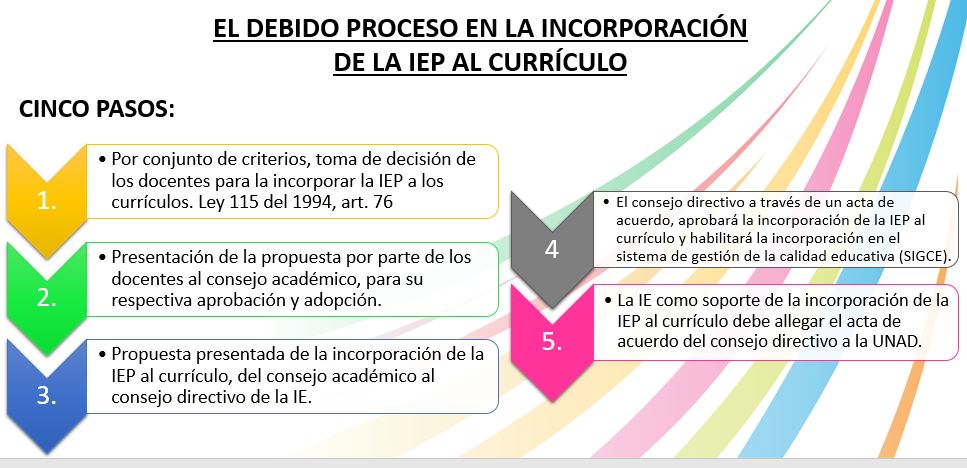 EL DEBIDO PROCESO EN LA INCORPORACIÓN
DE LA IEP AL CURRÍCULO
CINCO PASOS:
1.
• Por conjunto de criterios, toma de decisión de
los docentes para la incorporar la IEP a los
currículos. Ley 115 del 1994, art. 76
2.
• Presentación de la propuesta por parte de los
docentes al consejo académico, para su
respectiva aprobación y adopción.
3.
• Propuesta presentada de la incorporación de la
IEP al currículo, del consejo académico al
consejo directivo de la IE.
4
• El consejo directivo a través de un acta de
acuerdo, aprobará la incorporación de la IEP al
currículo y habilitará la incorporación en el
sistema de gestión de la calidad educativa (SIGCE).
5.
• La IE como soporte de la incorporación de la
IEP al currículo debe allegar el acta de
acuerdo del consejo directivo a la UNAD.